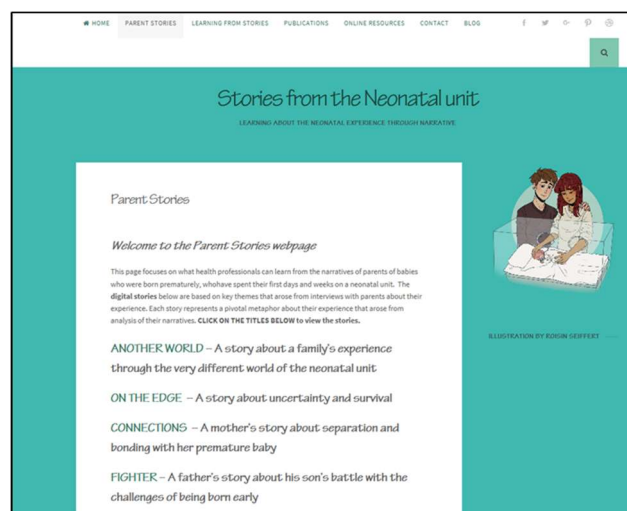 HOME PARENT STORIES LEARNING FROM STORIES PUBLICATIONS ONLINE RESOURCES CONTACT BLOG
Stories from the Neonatal unit
LEARNING ABOUT THE NEONATAL EXPERIENCE THROUGH NARRATIVE
Parent Stories
Welcome to the Parent Stories webpage
This page focuses on what health professionals can learn from the narratives of parents of babies
who were born prematurely, whohave spent their first days and weeks on a neonatal unit. The
digital stories below are based on key themes that arose from interviews with parents about their
experience. Each story represents a pivotal metaphor about their experience that arose from
analysis of their narratives. CLICK ON THE TITLES BELOW to view the stories.
ANOTHER WORLD – A story about a family's experience
through the very different world of the neonatal unit
ON THE EDGE – A story about uncertainty and survival
CONNECTIONS – A mother's story about separation and
bonding with her premature baby
FIGHTER – A father's story about his son's battle with the
challenges of being born early
ILLUSTRATION BY ROISIN SEIFFERT